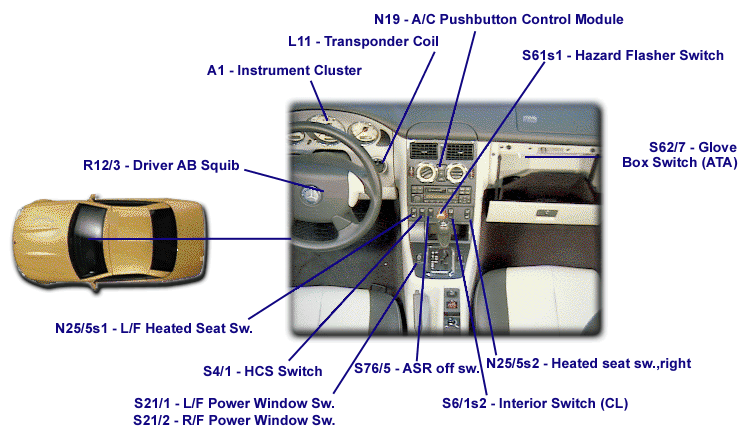 N19 - A/C Pushbutton Control Module
L11 - Transponder Coil
S61s1 - Hazard Flasher Switch
A1 - Instrument Cluster
S62/7 - Glove
Box Switch (ATA)
R12/3 - Driver AB Squib
N25/5s1 - L/F Heated Seat Sw.
S4/1 - HCS Switch
S76/5 - ASR off sw.
N25/5s2 - Heated seat sw.,right
S21/1 - L/F Power Window Sw.
S21/2 - R/F Power Window Sw.
S6/1s2 - Interior Switch (CL)